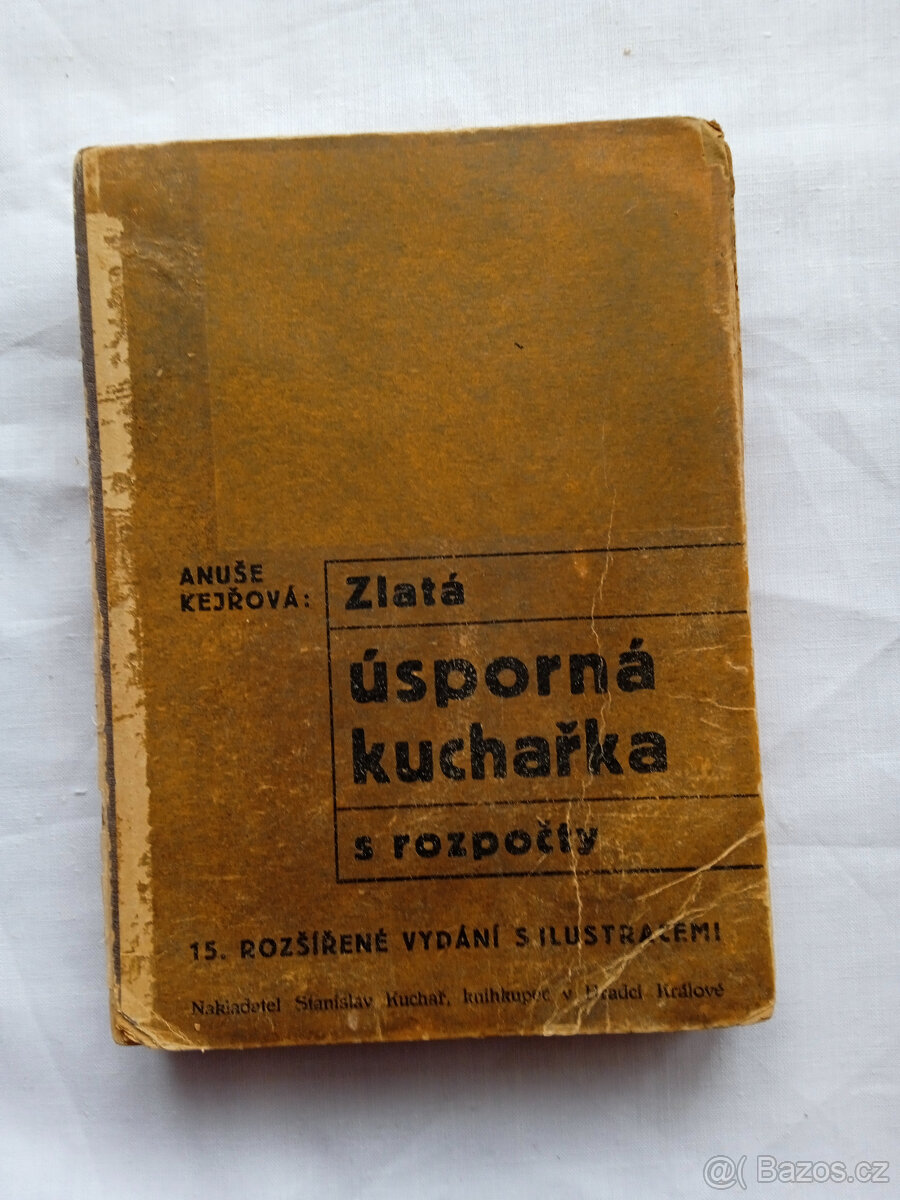 ANUŠE
KEJŘOVÁ:
Zlatá
úsporná
kuchařka
s rozpočty
15. ROZŠÍŘENÉ VYDÁNÍ S ILUSTRACEMI
Nakladatel Stanislav Kuchař, knihkupec v Hradci Králové
@( Bazos.cz